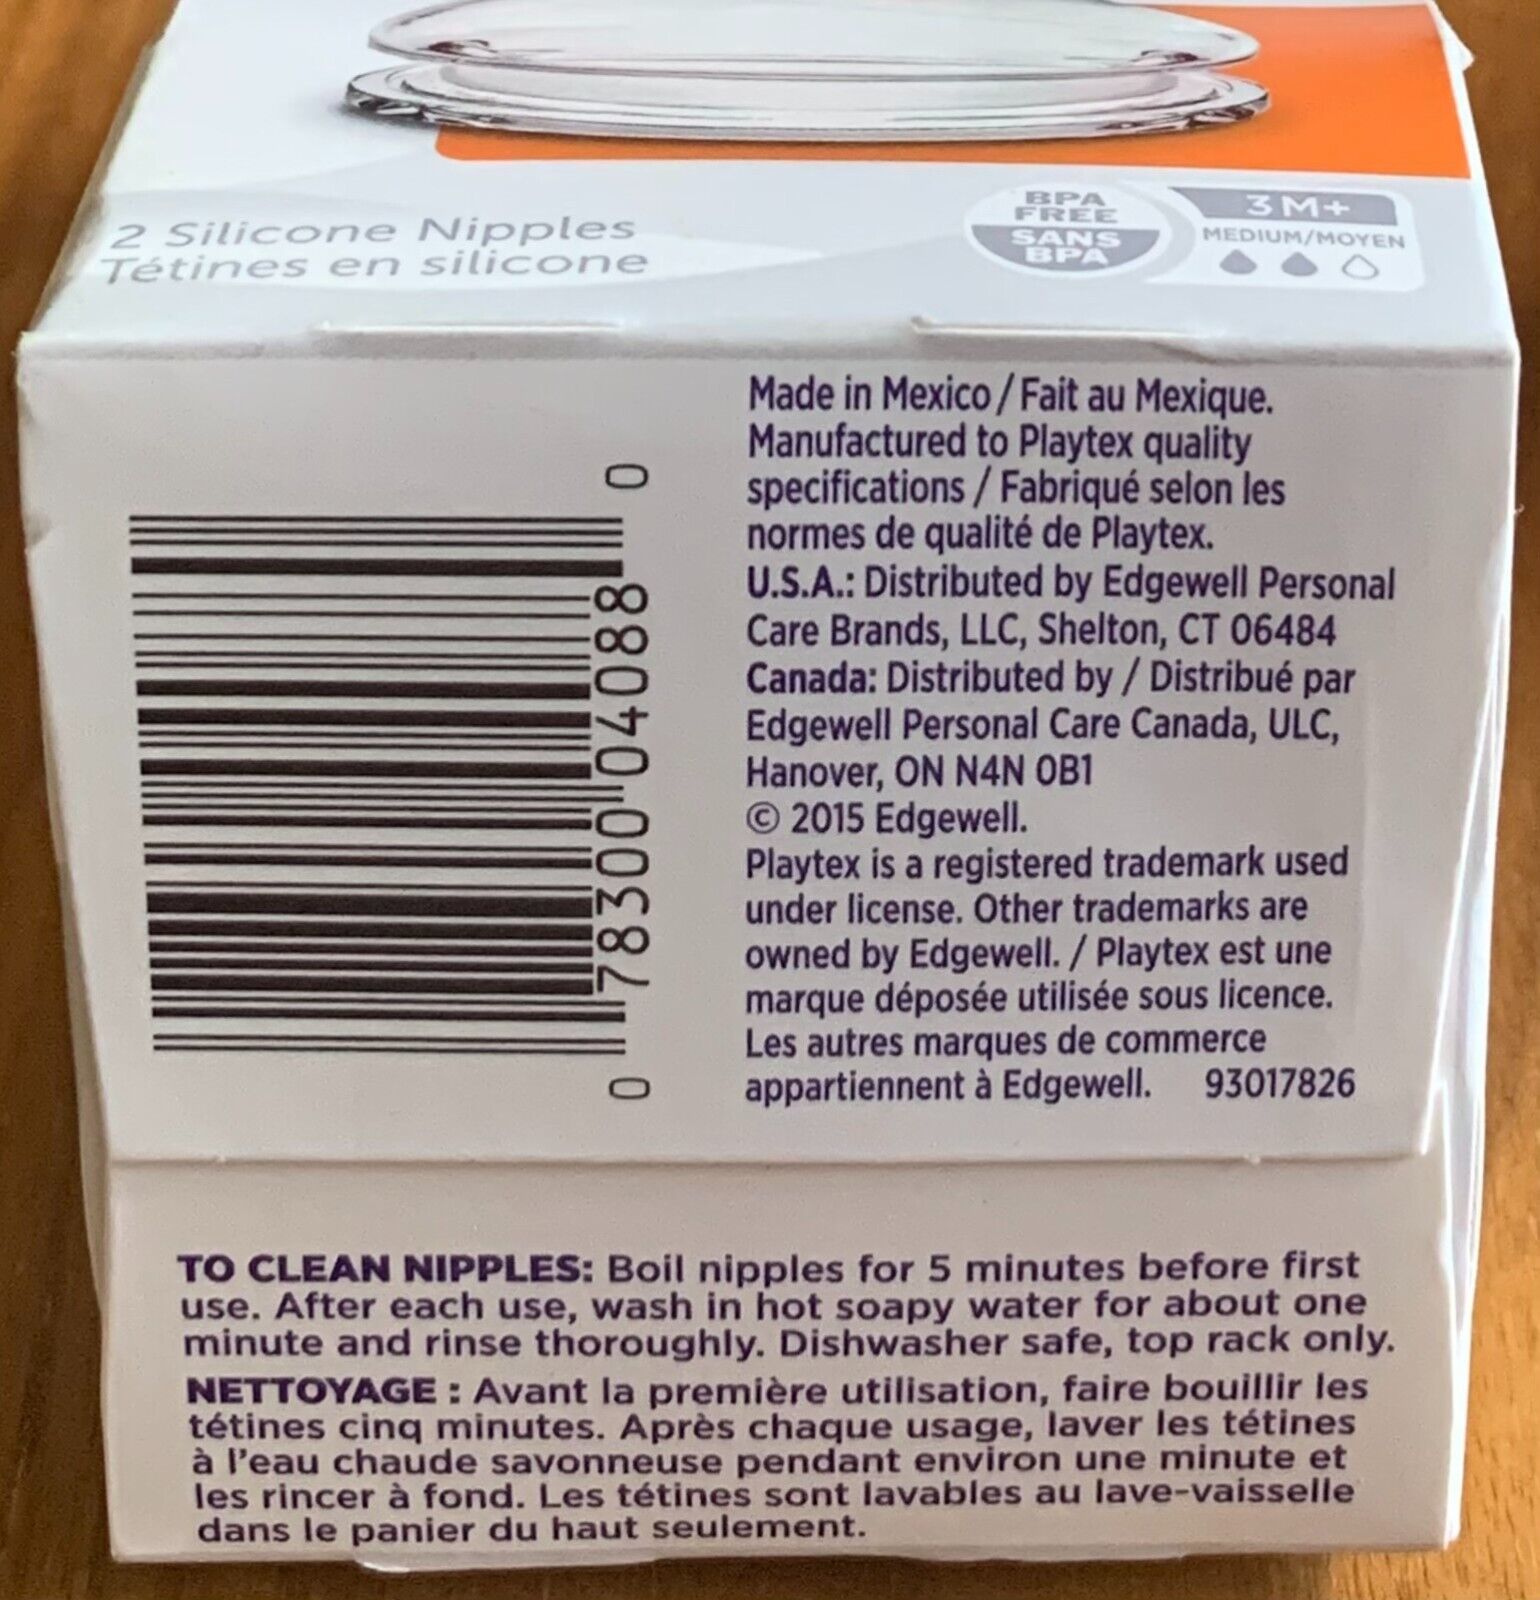 2 Silicone Nipples
Tétines en silicone
BPA
FREE
SANS
BPA
3M+
MEDIUM/MOYEN
0 78300 04088 0
Made in Mexico / Fait au Mexique.
Manufactured to Playtex quality
specifications / Fabriqué selon les
normes de qualité de Playtex.
U.S.A.: Distributed by Edgewell Personal
Care Brands, LLC, Shelton, CT 06484
Canada: Distributed by / Distribué par
Edgewell Personal Care Canada, ULC,
Hanover, ON N4N 0B1
© 2015 Edgewell.
Playtex is a registered trademark used
under license. Other trademarks are
owned by Edgewell. / Playtex est une
marque déposée utilisée sous licence.
Les autres marques de commerce
appartiennent à Edgewell. 93017826
TO CLEAN NIPPLES: Boil nipples for 5 minutes before first
use. After each use, wash in hot soapy water for about one
minute and rinse thoroughly. Dishwasher safe, top rack only.
NETTOYAGE : Avant la première utilisation, faire bouillir les
tétines cinq minutes. Après chaque usage, laver les tétines
à l'eau chaude savonneuse pendant environ une minute et
les rincer à fond. Les tétines sont lavables au lave-vaisselle
dans le panier du haut seulement.